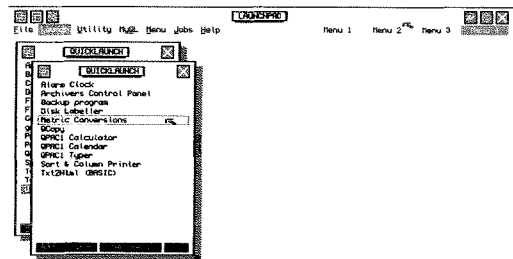 LAUNCHPAD
File Utility MyQL Menu Jobs Help Menu 1 Menu 2 Menu 3
QUICKLAUNCH
QUICKLAUNCH
Alarm Clock
Archivers Control Panel
Backup program
Disk Labeller
Metric Conversions
QCopy
QPAC1 Calculator
QPAC1 Calendar
QPAC1 Typer
Sort & Column Printer
Txt2Html (BASIC)